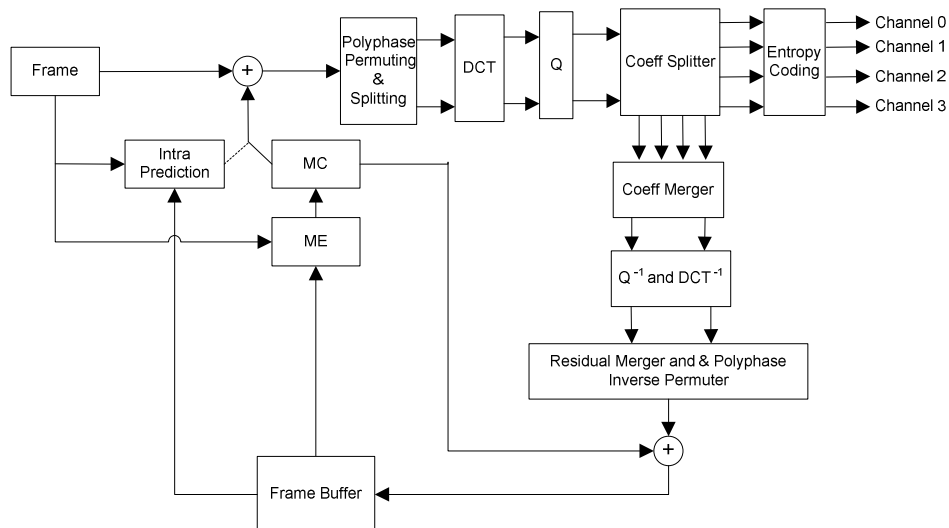 Frame
+
Polyphase
Permuting
&
Splitting
DCT
Q
Coeff Splitter
Entropy
Coding
Channel 0
Channel 1
Channel 2
Channel 3
Intra
Prediction
MC
ME
Coeff Merger
Q⁻¹ and DCT⁻¹
Residual Merger and & Polyphase
Inverse Permuter
+
Frame Buffer